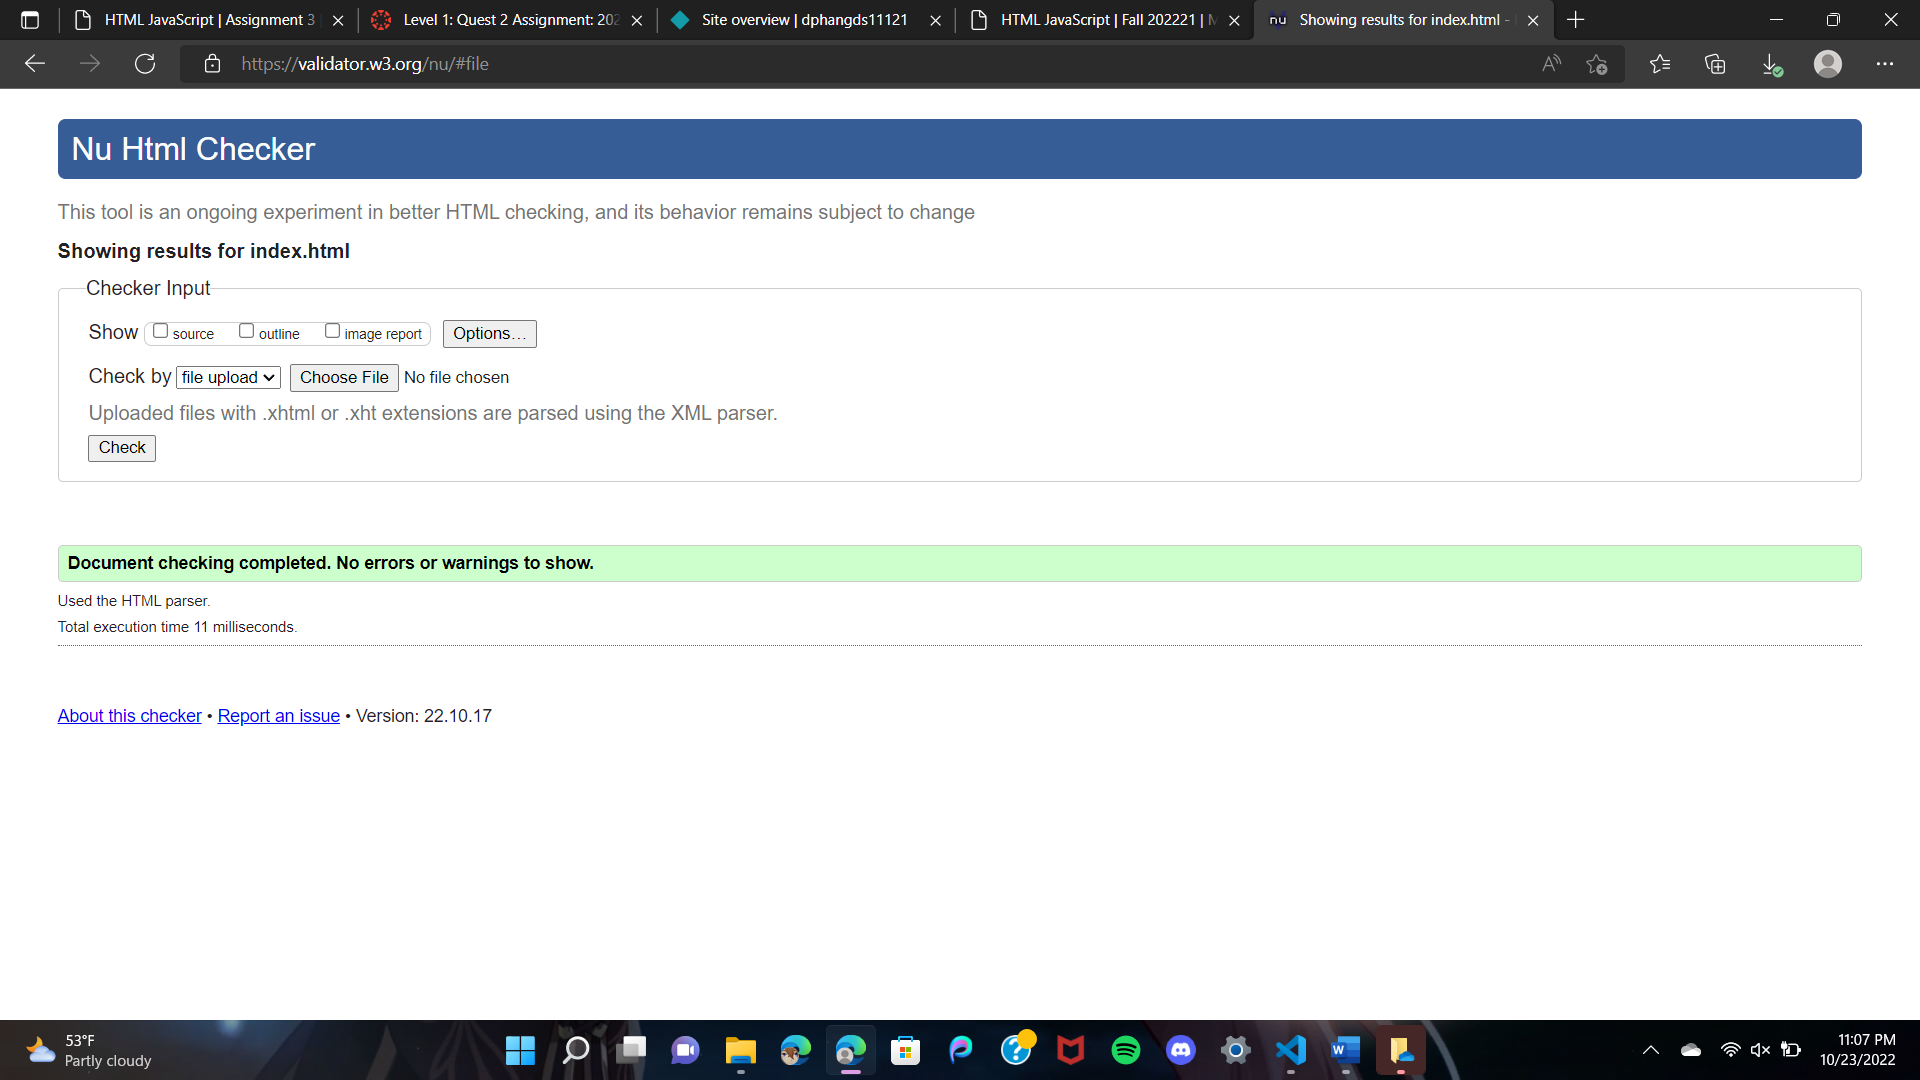 HTML JavaScript | Assignment 3
Level 1: Quest 2 Assignment: 202
Site overview | dphangds11121
HTML JavaScript | Fall 202221 | M
Showing results for index.html -
https://validator.w3.org/nu/#file
Nu Html Checker
This tool is an ongoing experiment in better HTML checking, and its behavior remains subject to change
Showing results for index.html
Checker Input
Show source outline image report Options…
Check by file upload Choose File No file chosen
Uploaded files with .xhtml or .xht extensions are parsed using the XML parser.
Check
Document checking completed. No errors or warnings to show.
Used the HTML parser.
Total execution time 11 milliseconds.
About this checker • Report an issue • Version: 22.10.17
53°F
Partly cloudy
11:07 PM
10/23/2022